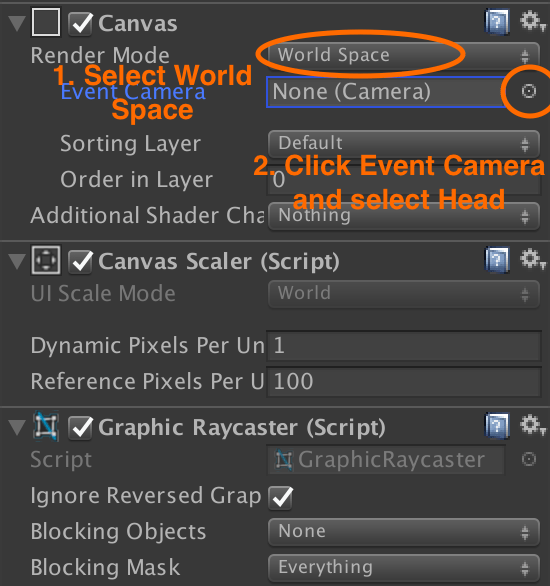 Canvas
Render Mode World Space
1. Select World
Event Camera None (Camera)
Space
Sorting Layer Default
2. Click Event Camera
Order in Layer 0
and select Head
Additional Shader Cha Nothing
Canvas Scaler (Script)
UI Scale Mode World
Dynamic Pixels Per Un 1
Reference Pixels Per U 100
Graphic Raycaster (Script)
Script GraphicRaycaster
Ignore Reversed Grap
Blocking Objects None
Blocking Mask Everything